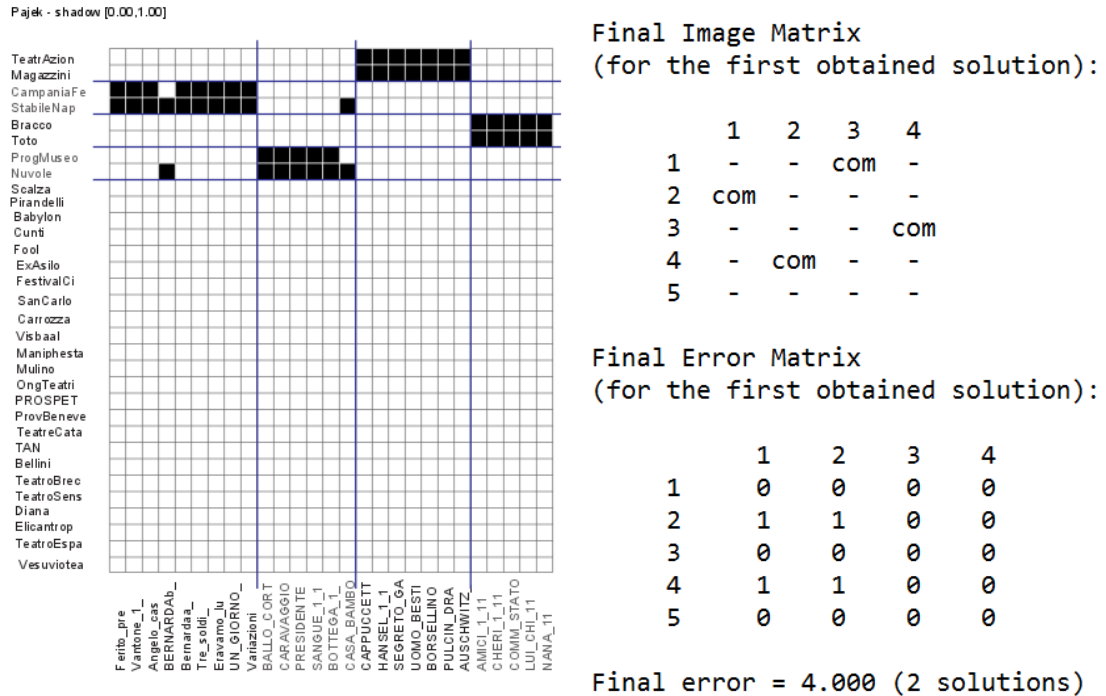 Pajek - shadow [0.00,1.00]
TeatrAzion
Magazzini
CampaniaFe
StabileNap
Bracco
Toto
ProgMuseo
Nuvole
Scalza
Pirandelli
Babylon
Cunti
Fool
ExAsilo
FestivalCi
SanCarlo
Carrozza
Visbaal
Maniphesta
Mulino
OngTeatri
PROSPET
ProvBeneve
TeatreCata
TAN
Bellini
TeatroBrec
TeatroSens
Diana
Elicantrop
TeatroEspa
Vesuviotea
Ferito_pre
Vantone_1_
Angelo_cas
BERNARDAb_
Bernardaa_
Tre_soldi_
Eravamo_lu
UN_GIORNO_
Variazioni
BALLO_CORT
CARAVAGGIO
PRESIDENTE
SANGUE_1_1
BOTTEGA_1_
CASA_BAMBO
CAPPUCCETT
HANSEL_1_1
SEGRETO_GA
UOMO_BESTI
BORSELLINO
PULCIN_DRA
AUSCHWITZ_
AMICI_1_11
CHERI_1_11
COMM_STATO
LUI_CHI_11
NANA_11
Final Image Matrix
(for the first obtained solution):
1 2 3 4
1 - - com -
2 com - - -
3 - - - com
4 - com - -
5 - - - -
Final Error Matrix
(for the first obtained solution):
1 2 3 4
1 0 0 0 0
2 1 1 0 0
3 0 0 0 0
4 1 1 0 0
5 0 0 0 0
Final error = 4.000 (2 solutions)